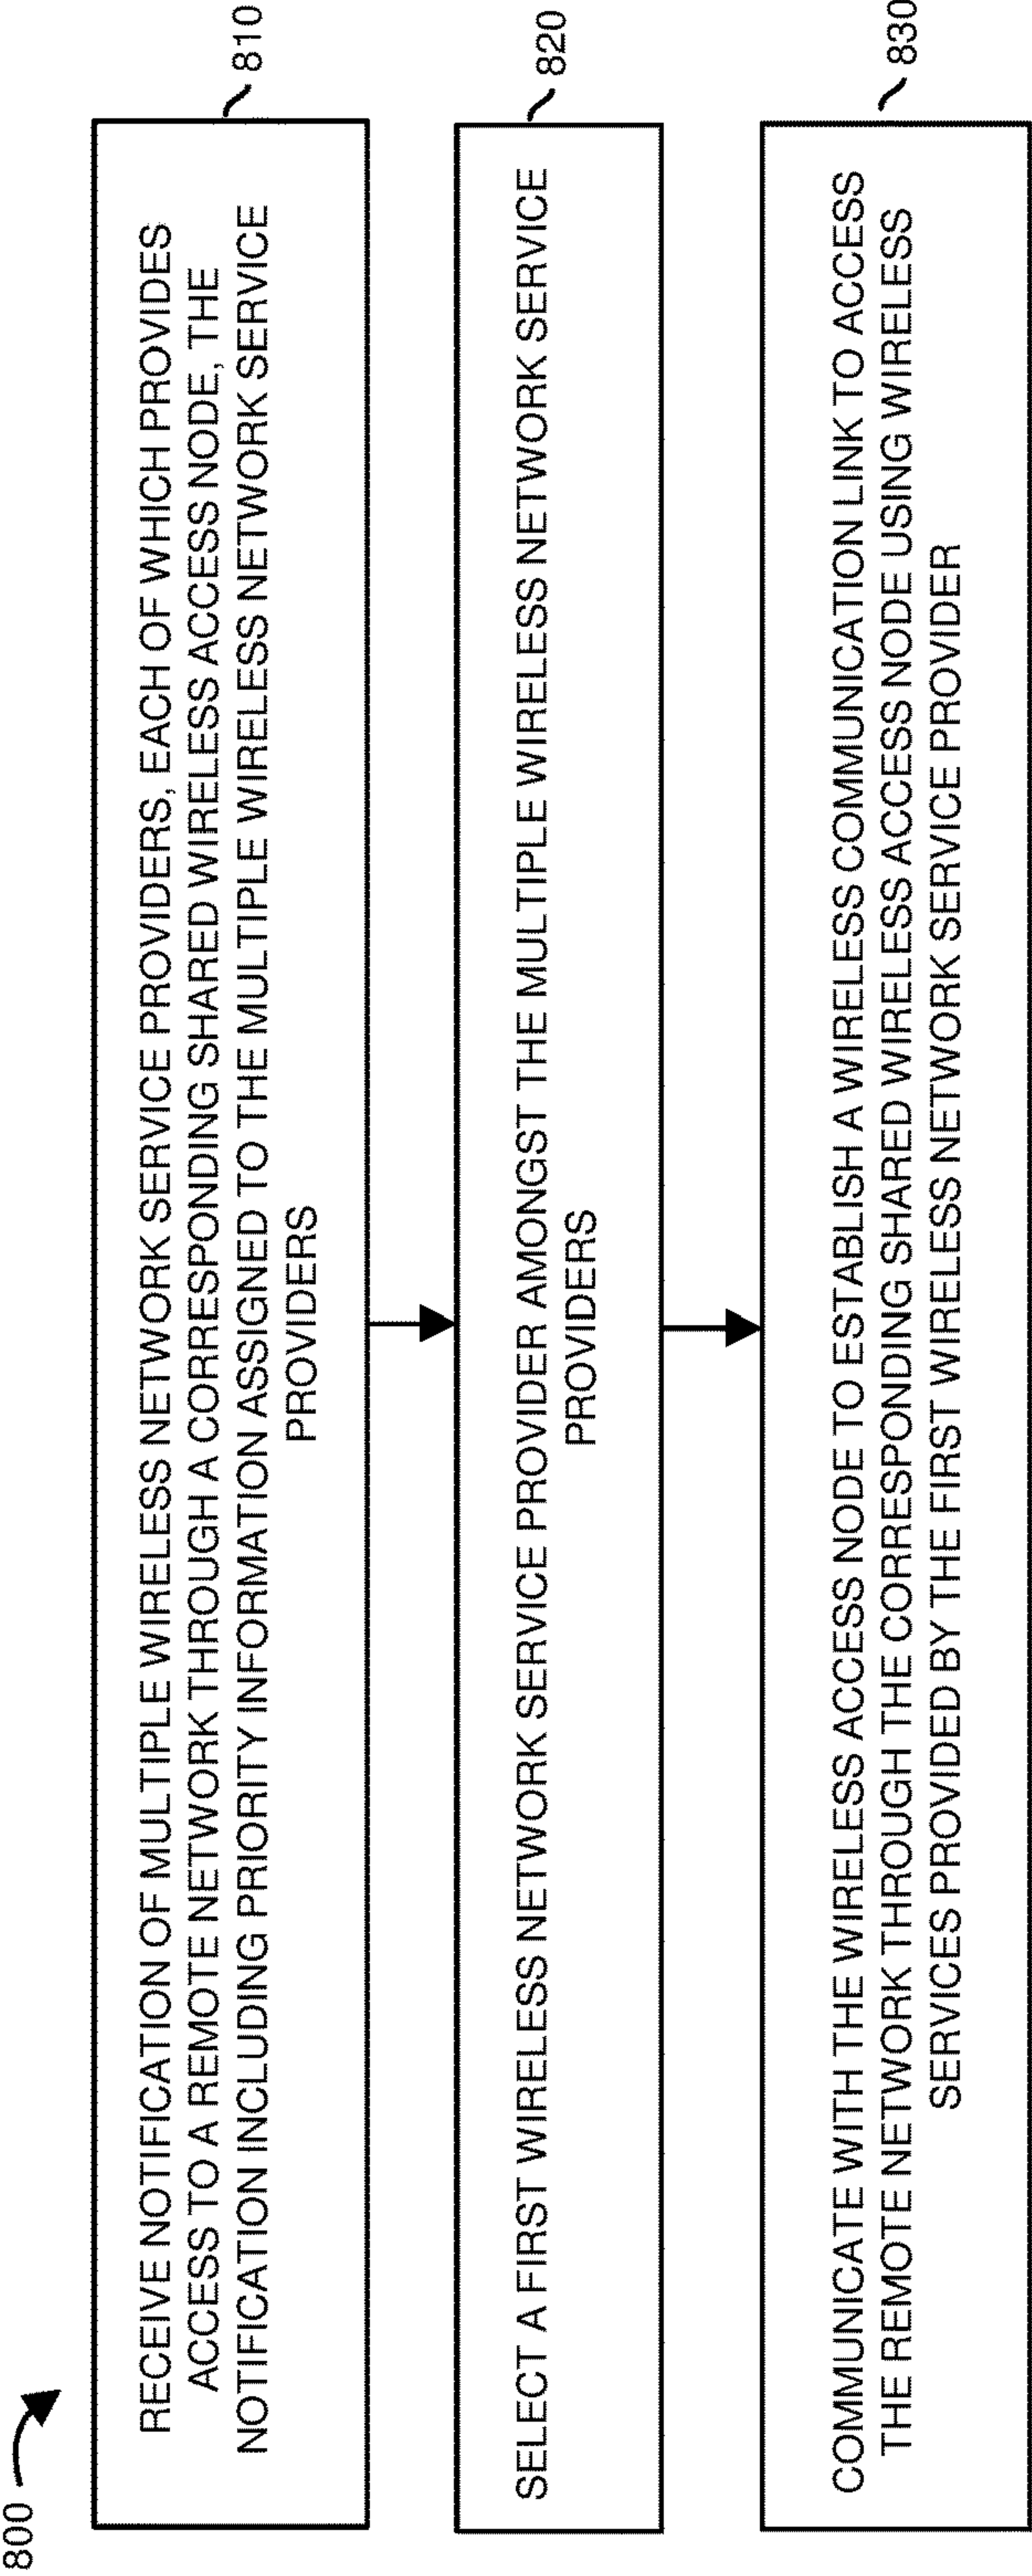 800
RECEIVE NOTIFICATION OF MULTIPLE WIRELESS NETWORK SERVICE PROVIDERS, EACH OF WHICH PROVIDES
ACCESS TO A REMOTE NETWORK THROUGH A CORRESPONDING SHARED WIRELESS ACCESS NODE, THE
NOTIFICATION INCLUDING PRIORITY INFORMATION ASSIGNED TO THE MULTIPLE WIRELESS NETWORK SERVICE
PROVIDERS
810
SELECT A FIRST WIRELESS NETWORK SERVICE PROVIDER AMONGST THE MULTIPLE WIRELESS NETWORK SERVICE
PROVIDERS
820
COMMUNICATE WITH THE WIRELESS ACCESS NODE TO ESTABLISH A WIRELESS COMMUNICATION LINK TO ACCESS
THE REMOTE NETWORK THROUGH THE CORRESPONDING SHARED WIRELESS ACCESS NODE USING WIRELESS
SERVICES PROVIDED BY THE FIRST WIRELESS NETWORK SERVICE PROVIDER
830